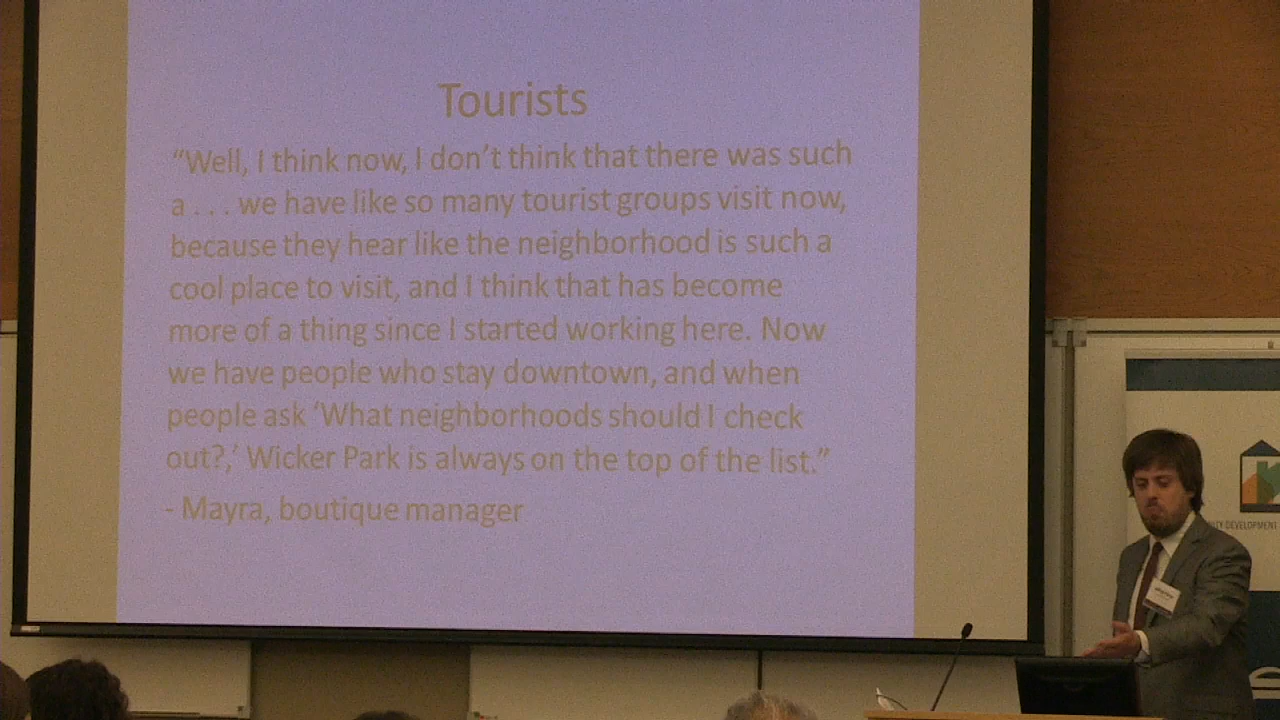 Tourists
“Well, I think now, I don’t think that there was such
a . . . we have like so many tourist groups visit now,
because they hear like the neighborhood is such a
cool place to visit, and I think that has become
more of a thing since I started working here. Now
we have people who stay downtown, and when
people ask ‘What neighborhoods should I check
out?,’ Wicker Park is always on the top of the list.”
- Mayra, boutique manager
DEVELOPMENT